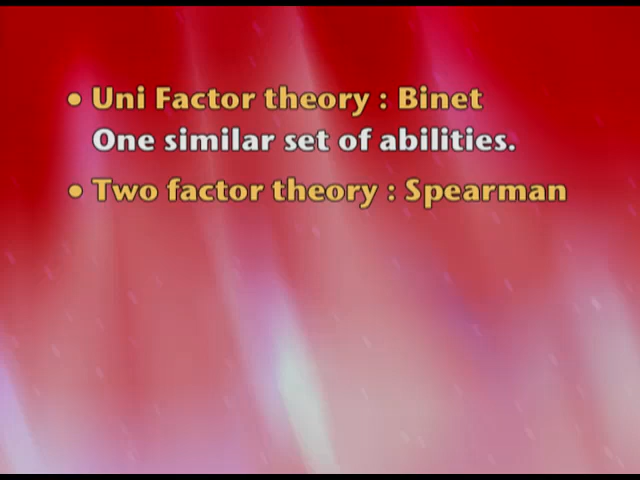 • Uni Factor theory : Binet
One similar set of abilities.
• Two factor theory : Spearman